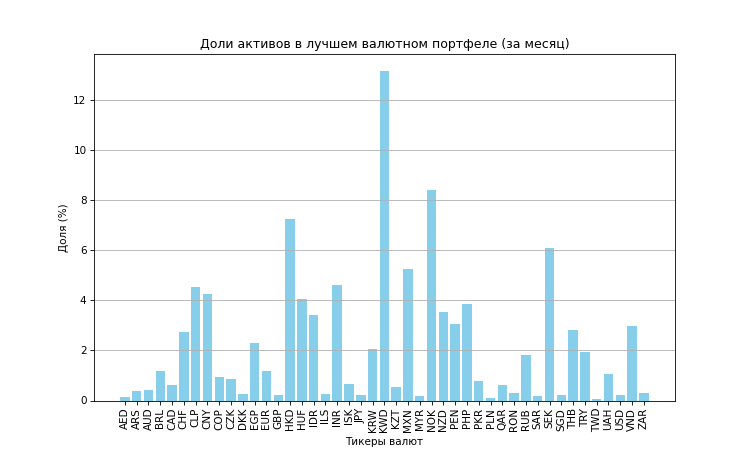 Доли активов в лучшем валютном портфеле (за месяц)
Доля (%)
12
10
8
6
4
2
0
AED ARS AUD BRL CAD CHF CLP CNY COP CZK DKK EGP EUR GBP HKD HUF IDR ILS INR ISK JPY KRW KWD KZT MXN MYR NOK NZD PEN PHP PKR PLN QAR RON RUB SAR SEK SGD THB TRY TWD UAH USD VND ZAR
Тикеры валют